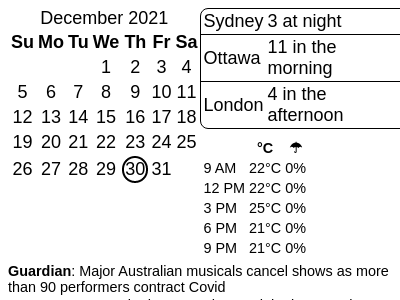 December 2021
Su Mo Tu We Th Fr Sa
1 2 3 4
5 6 7 8 9 10 11
12 13 14 15 16 17 18
19 20 21 22 23 24 25
26 27 28 29 30 31
Sydney 3 at night
Ottawa 11 in the
morning
London 4 in the
afternoon
°C ☂
9 AM 22°C 0%
12 PM 22°C 0%
3 PM 25°C 0%
6 PM 21°C 0%
9 PM 21°C 0%
Guardian: Major Australian musicals cancel shows as more
than 90 performers contract Covid